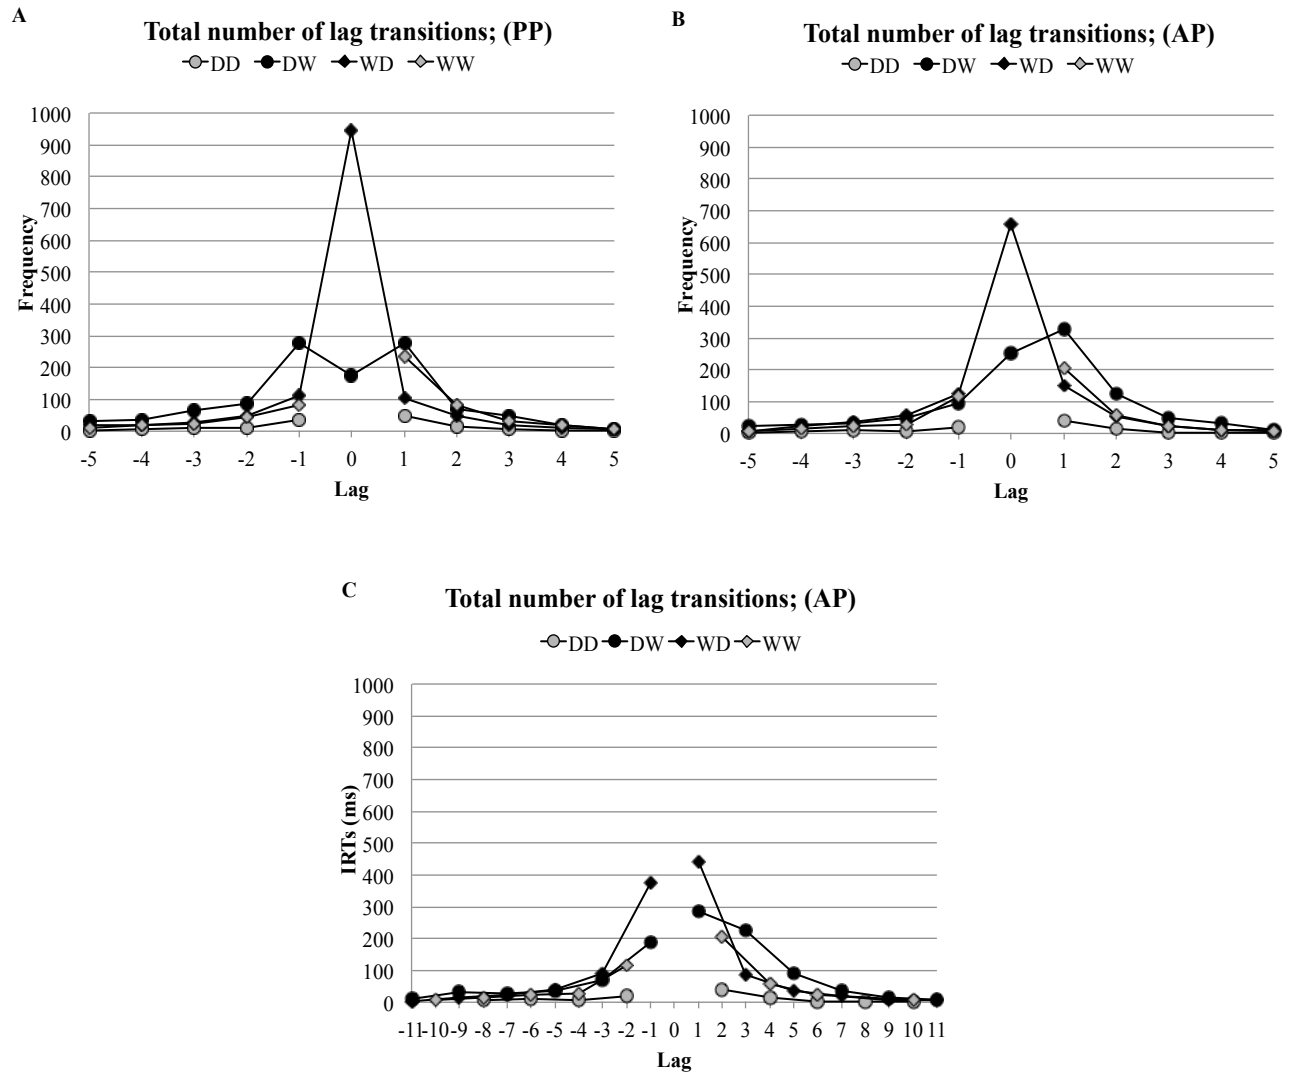 A
Total number of lag transitions; (PP)
DD DW WD WW
1000
900
800
700
600
500
400
300
200
100
0
Frequency
-5 -4 -3 -2 -1 0 1 2 3 4 5
Lag
B
Total number of lag transitions; (AP)
DD DW WD WW
1000
900
800
700
600
500
400
300
200
100
0
Frequency
-5 -4 -3 -2 -1 0 1 2 3 4 5
Lag
C
Total number of lag transitions; (AP)
DD DW WD WW
1000
900
800
700
600
500
400
300
200
100
0
IRTs (ms)
-11 -10 -9 -8 -7 -6 -5 -4 -3 -2 -1 0 1 2 3 4 5 6 7 8 9 10 11
Lag